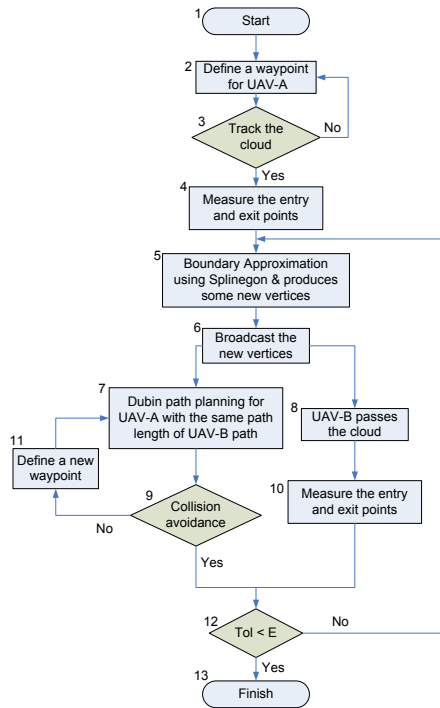 1
Start
2
Define a waypoint
for UAV-A
3
Track the
cloud
No
Yes
4
Measure the entry
and exit points
5
Boundary Approximation
using Splinegon & produces
some new vertices
6
Broadcast the
new vertices
7
Dubin path planning for
UAV-A with the same path
length of UAV-B path
8
UAV-B passes
the cloud
11
Define a new
waypoint
9
Collision
avoidance
No
Yes
10
Measure the entry
and exit points
12
Tol < E
No
Yes
13
Finish